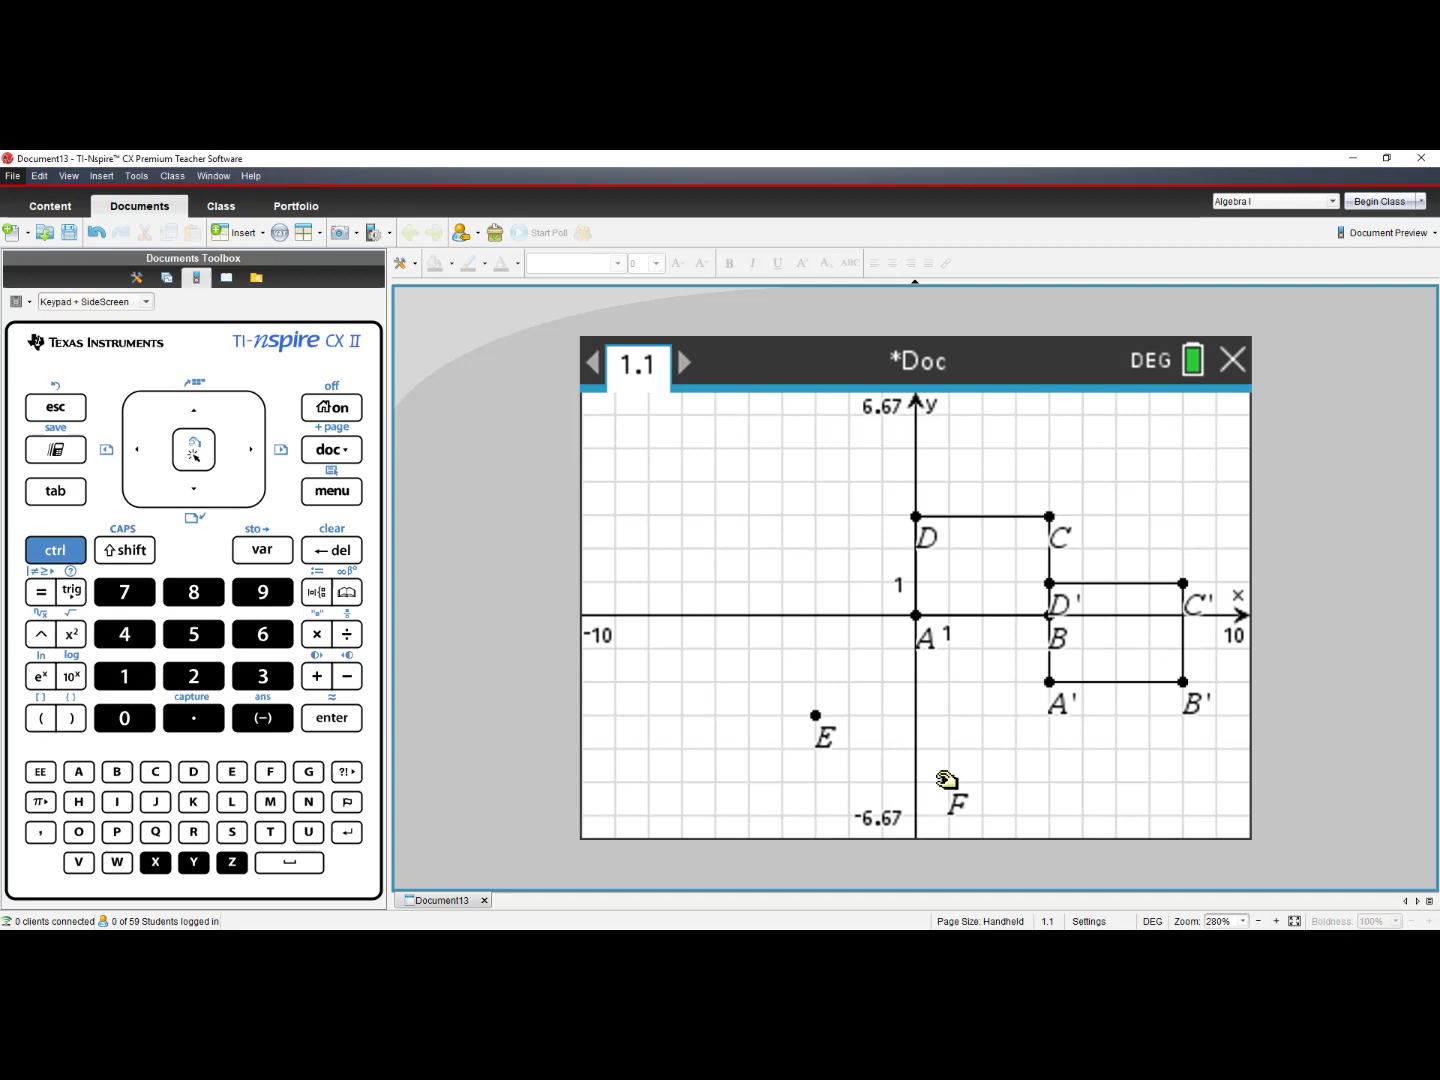 Document13 - TI-Nspire™ CX Premium Teacher Software
File Edit View Insert Tools Class Window Help
Content Documents Class Portfolio
Algebra I Begin Class
Insert Start Poll Document Preview
Documents Toolbox
0 B I U A A ABC
Keypad + SideScreen
TEXAS INSTRUMENTS TI-nspire CX II
1.1 *Doc DEG
off
esc on
save + page
doc
tab menu
CAPS sto→ clear
ctrl shift var del
= trig 7 8 9
^ x² 4 5 6 × ÷
ln log
eˣ 10ˣ 1 2 3 + −
[ ] { } capture ans ≈
( ) 0 . (−) enter
EE A B C D E F G ?!
π H I J K L M N
, O P Q R S T U
V W X Y Z
6.67 y
D C
1 D' C' x
-10 A 1 B 10
A' B'
E
F
-6.67
Document13
0 clients connected 0 of 59 Students logged in Page Size: Handheld 1.1 Settings DEG Zoom: 280% − + Boldness: 100% − +